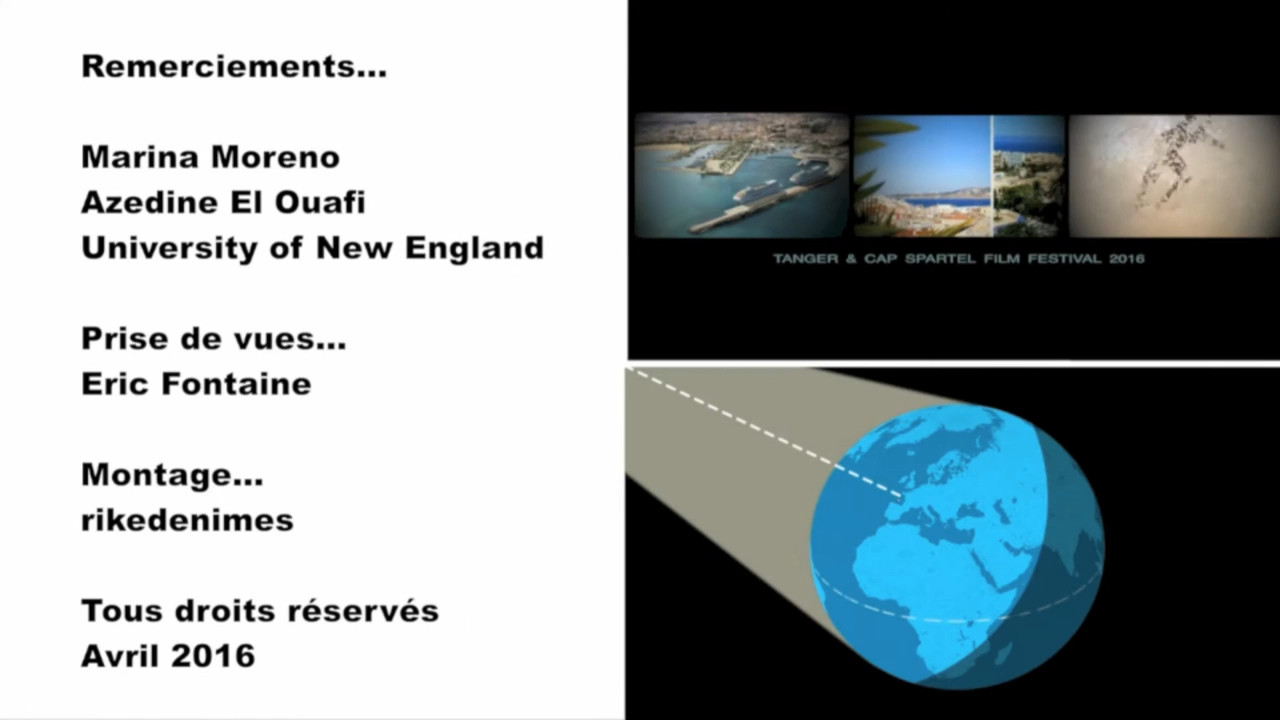 Remerciements...
Marina Moreno
Azedine El Ouafi
University of New England
Prise de vues...
Eric Fontaine
Montage...
rikedenimes
Tous droits réservés
Avril 2016
TANGER & CAP SPARTEL FILM FESTIVAL 2016